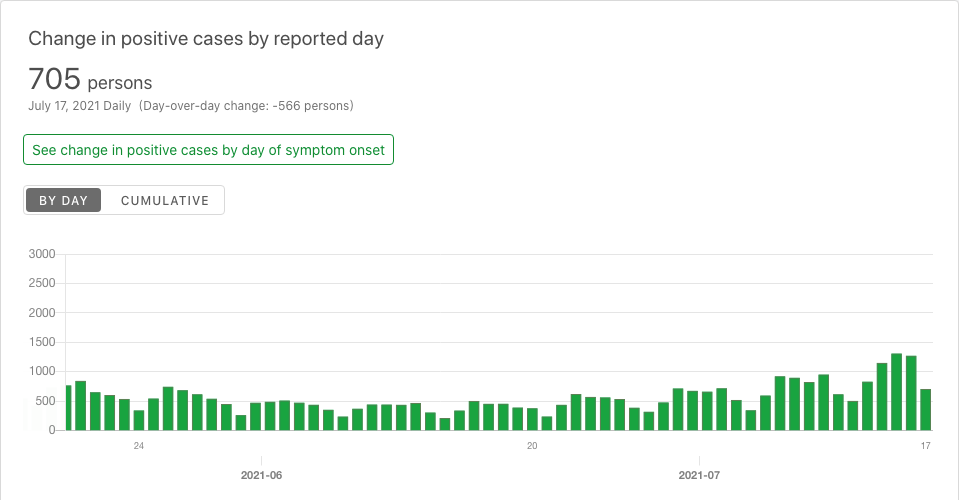 Change in positive cases by reported day
705 persons
July 17, 2021 Daily (Day-over-day change: -566 persons)
See change in positive cases by day of symptom onset
BY DAY CUMULATIVE
3000
2500
2000
1500
1000
500
0
24 20 17
2021-06 2021-07